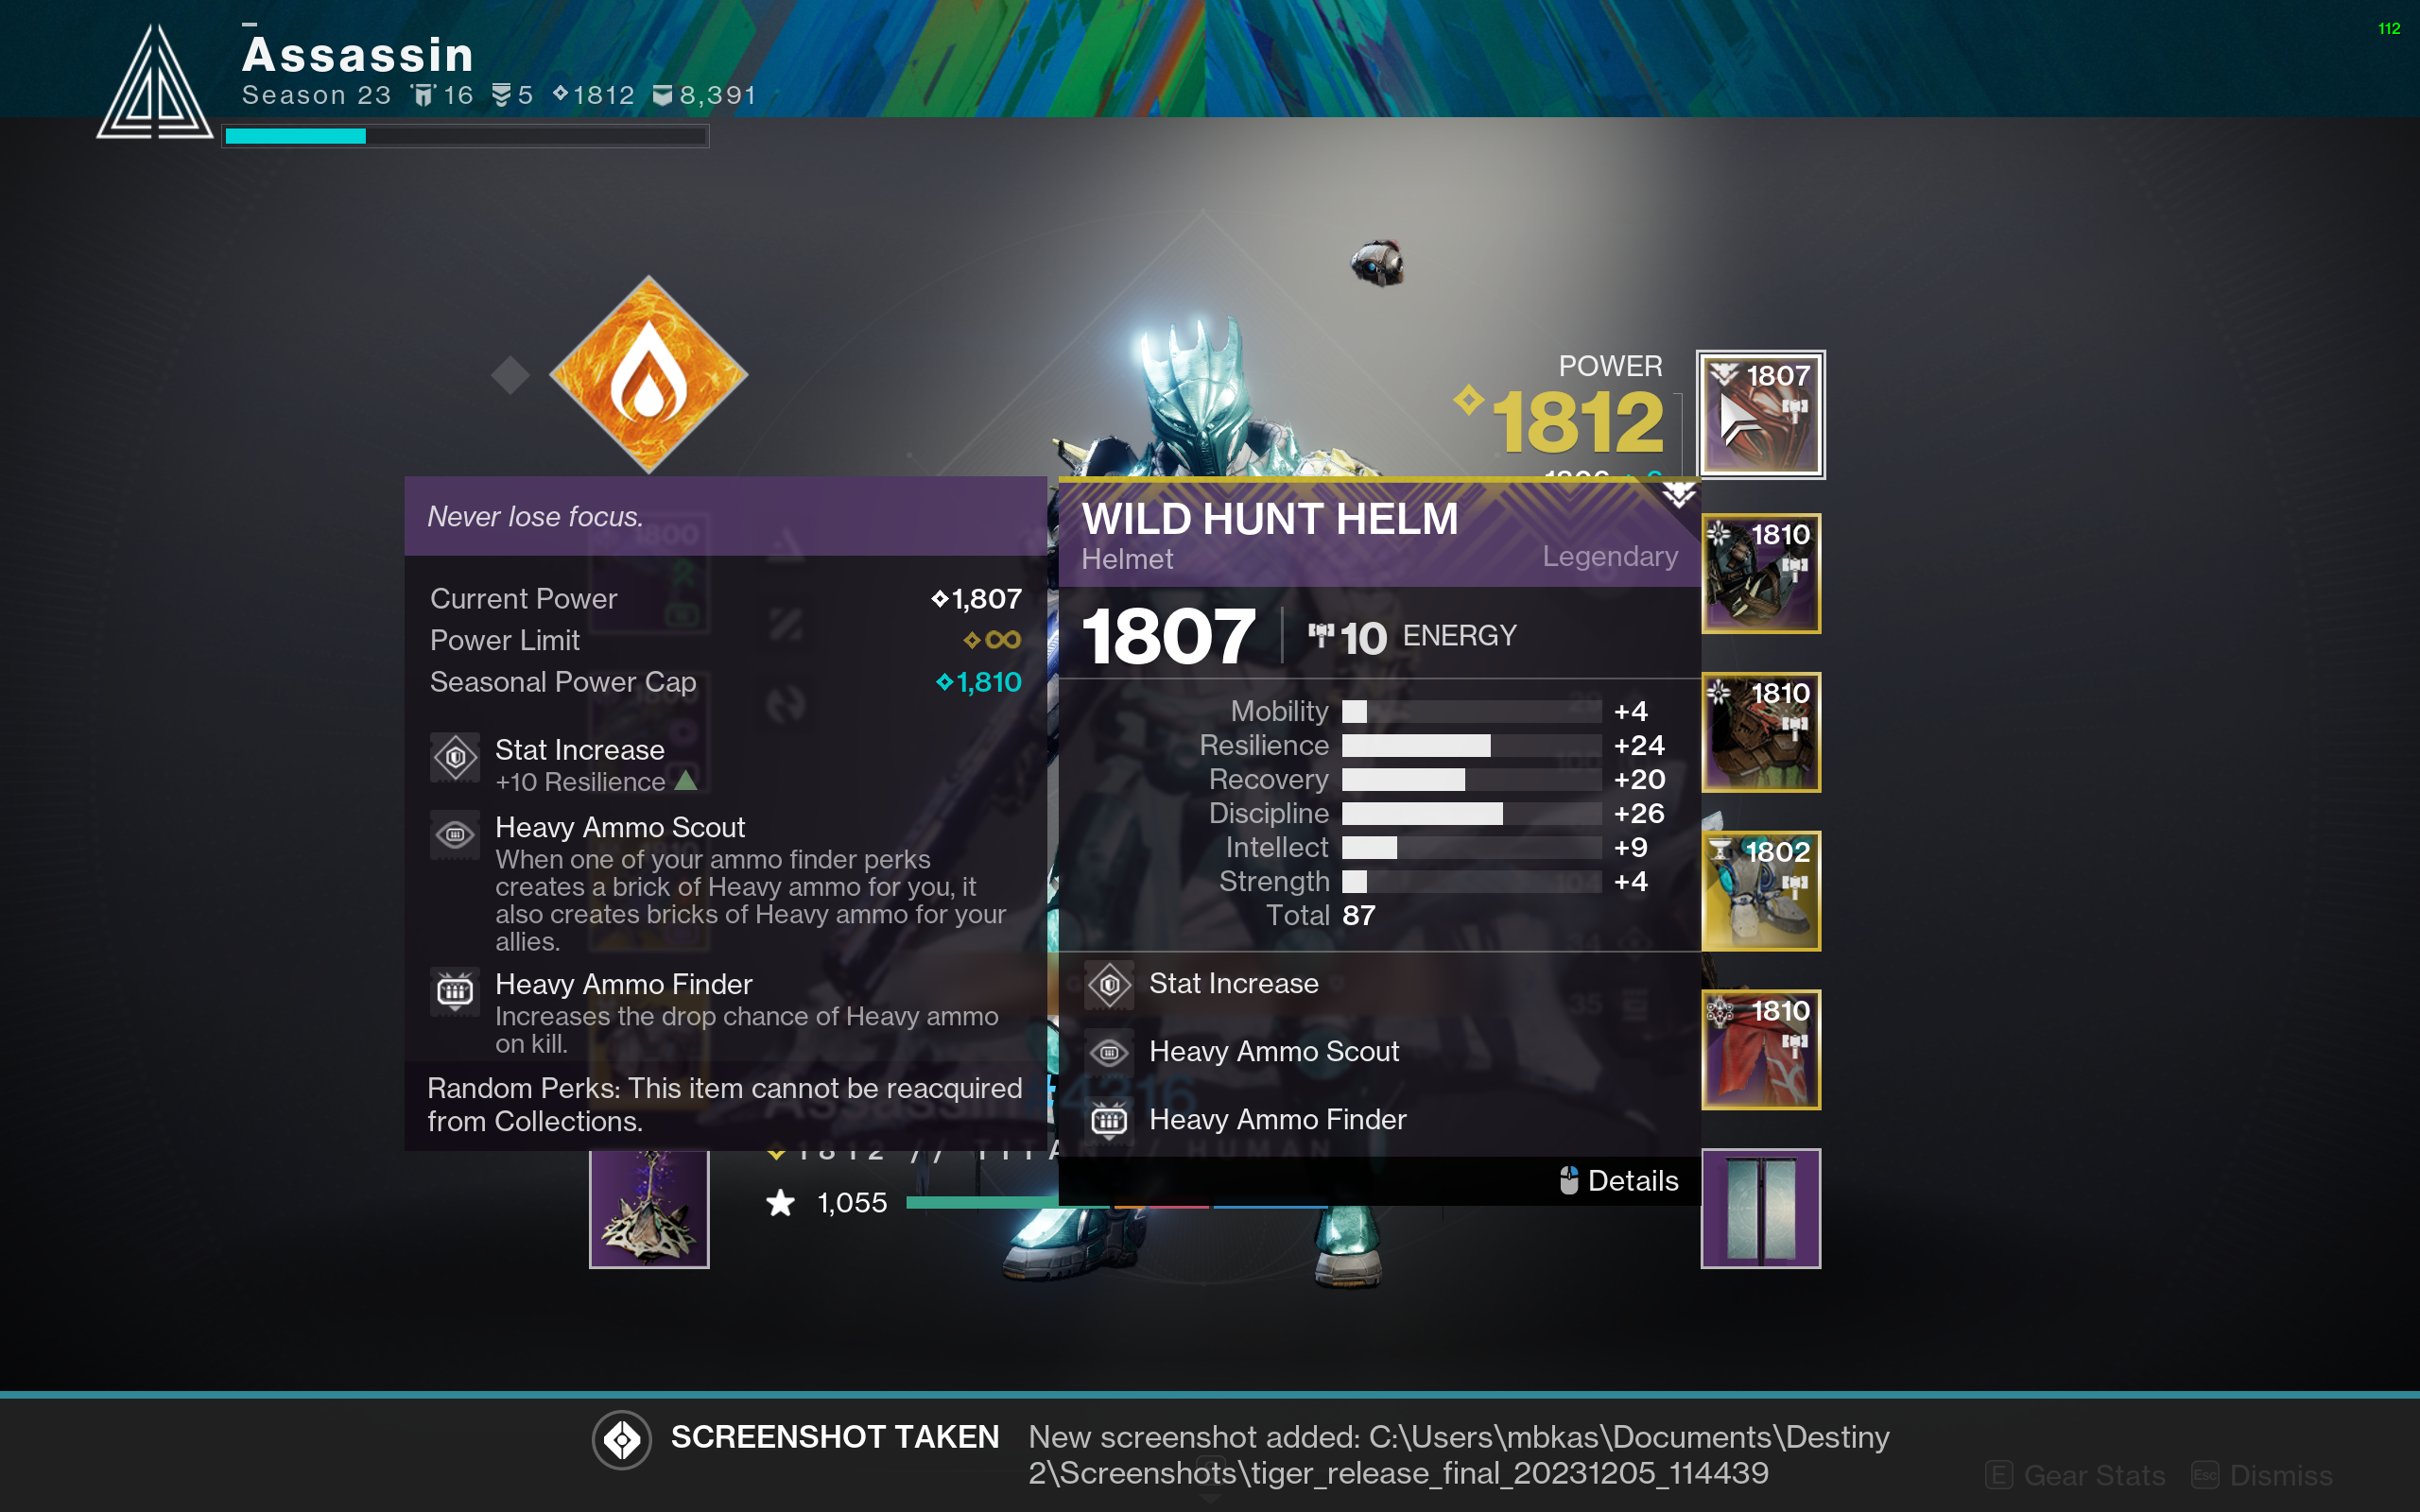 112
Assassin
Season 23 16 5 1812 8,391
POWER
1812
1807
1810
1810
1802
1810
Never lose focus.
Current Power 1,807
Power Limit ∞
Seasonal Power Cap 1,810
Stat Increase
+10 Resilience
Heavy Ammo Scout
When one of your ammo finder perks
creates a brick of Heavy ammo for you, it
also creates bricks of Heavy ammo for your
allies.
Heavy Ammo Finder
Increases the drop chance of Heavy ammo
on kill.
Random Perks: This item cannot be reacquired
from Collections.
WILD HUNT HELM
Helmet Legendary
1807 10 ENERGY
Mobility +4
Resilience +24
Recovery +20
Discipline +26
Intellect +9
Strength +4
Total 87
Stat Increase
Heavy Ammo Scout
Heavy Ammo Finder
Details
1812 // TITAN // HUMAN
1,055
SCREENSHOT TAKEN
New screenshot added: C:\Users\mbkas\Documents\Destiny
2\Screenshots\tiger_release_final_20231205_114439
E Gear Stats Esc Dismiss